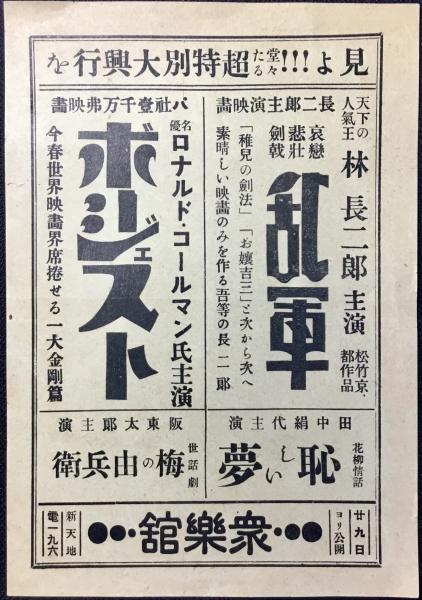 見よ!!!堂々たる超特別大興行を
長二郎主演映畵
天下の人氣王
林長二郎主演
松竹京都作品
哀戀悲壯劍戟
乱軍
「稚兒の劍法」「お孃吉三」と次から次へ
素晴しい映畵のみを作る吾等の長二郎
パ社壹千万弗映畵
名優
ロナルド・コールマン氏主演
ボージェスト
今春世界映畵界席捲せる一大金剛篇
田中絹代主演
花柳情話
恥しい夢
阪東太郎主演
世話劇
梅の由兵衛
廿九日ヨリ公開
衆樂舘
新天地
電一九六